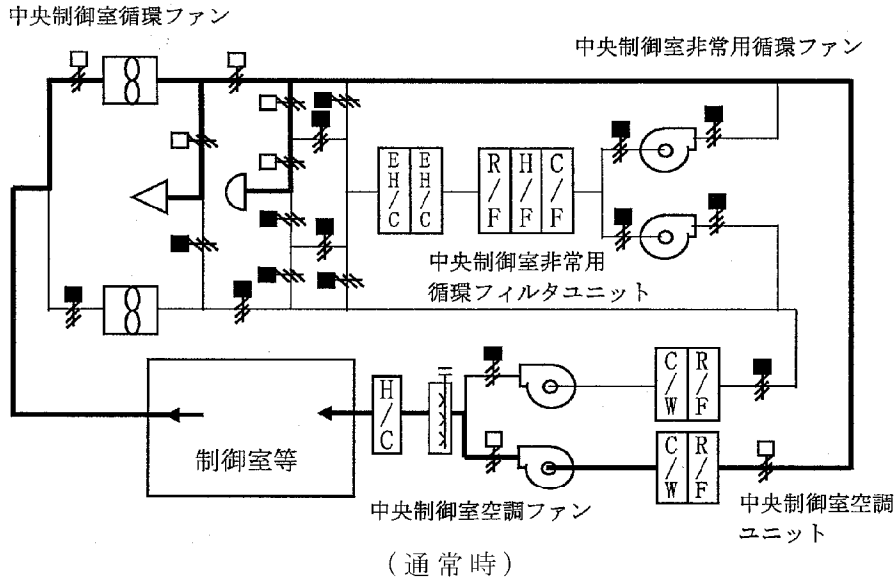 中央制御室循環ファン
中央制御室非常用循環ファン
EH/C
EH/C
R/F
H/F
C/F
中央制御室非常用
循環フィルタユニット
C/W
R/F
H/C
制御室等
C/W
R/F
中央制御室空調ファン
中央制御室空調
ユニット
(通常時)